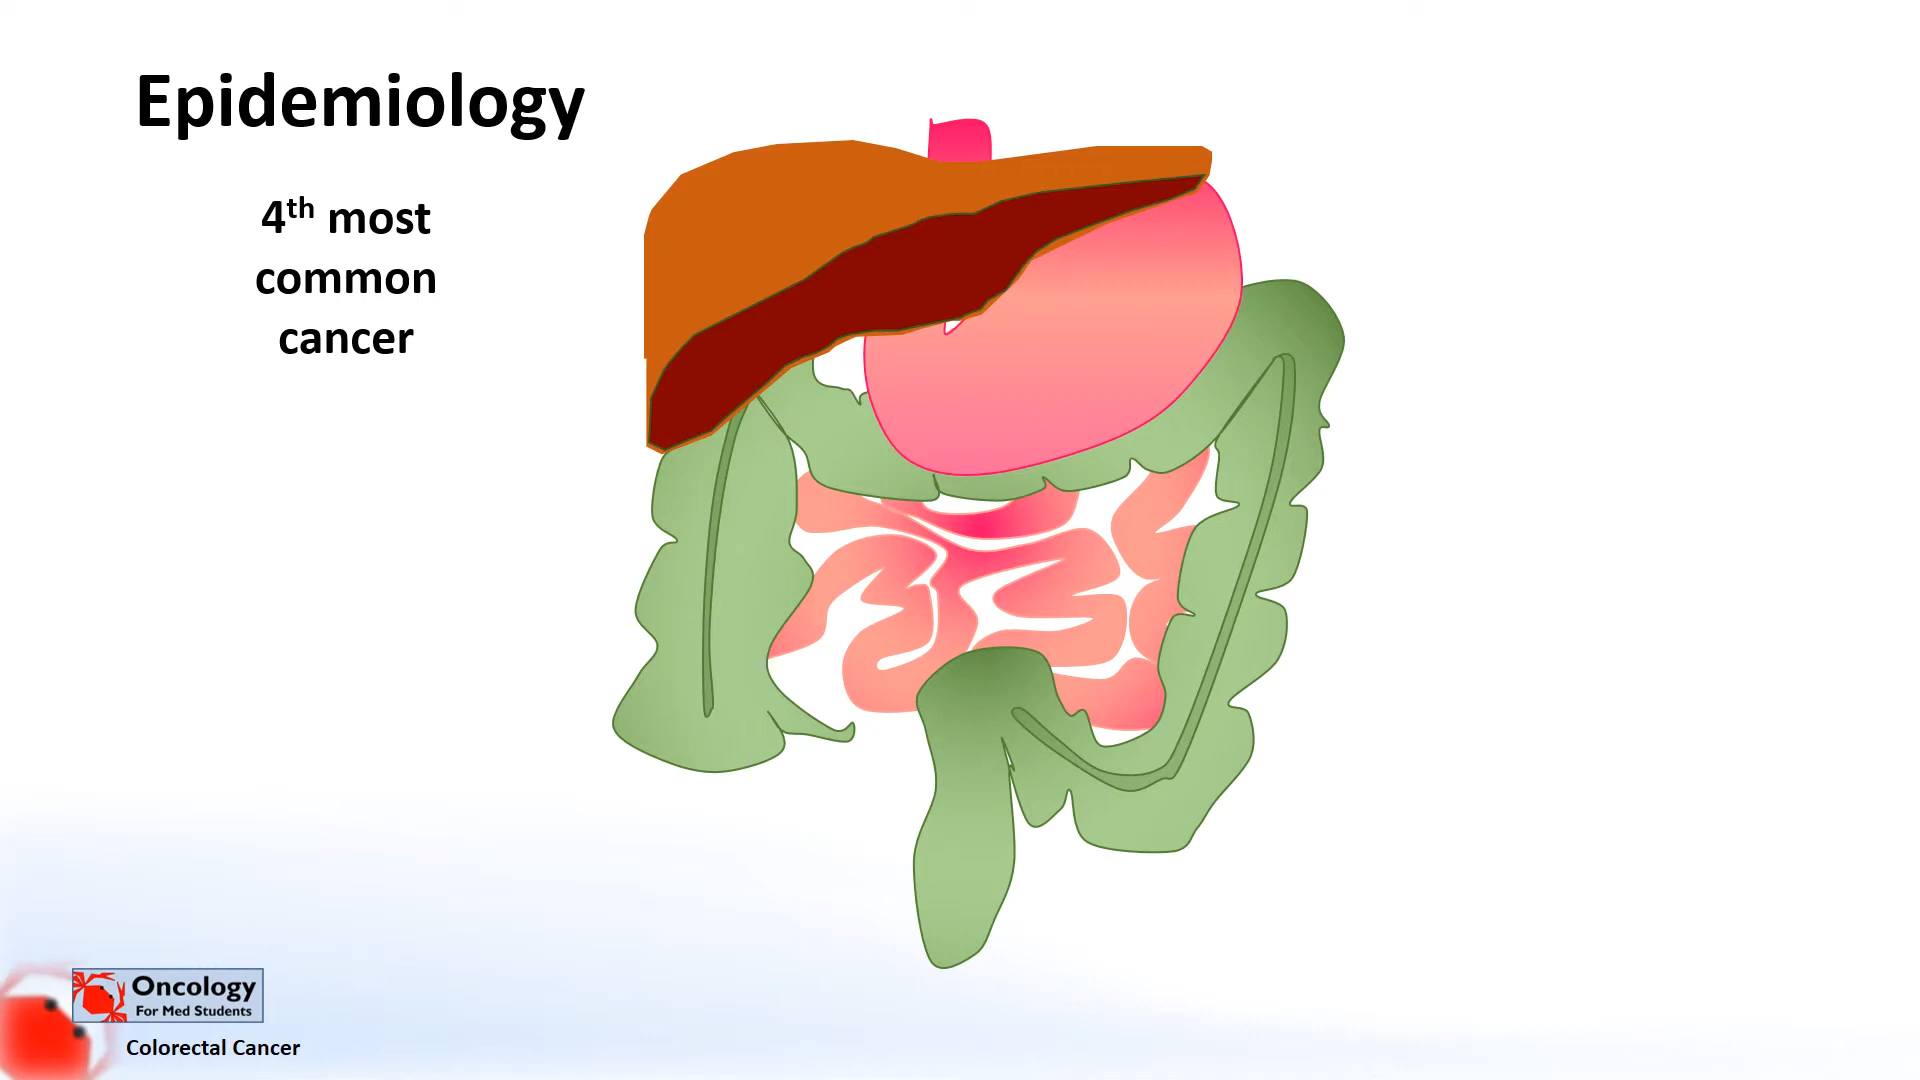 Epidemiology
4th most
common
cancer
Oncology
For Med Students
Colorectal Cancer